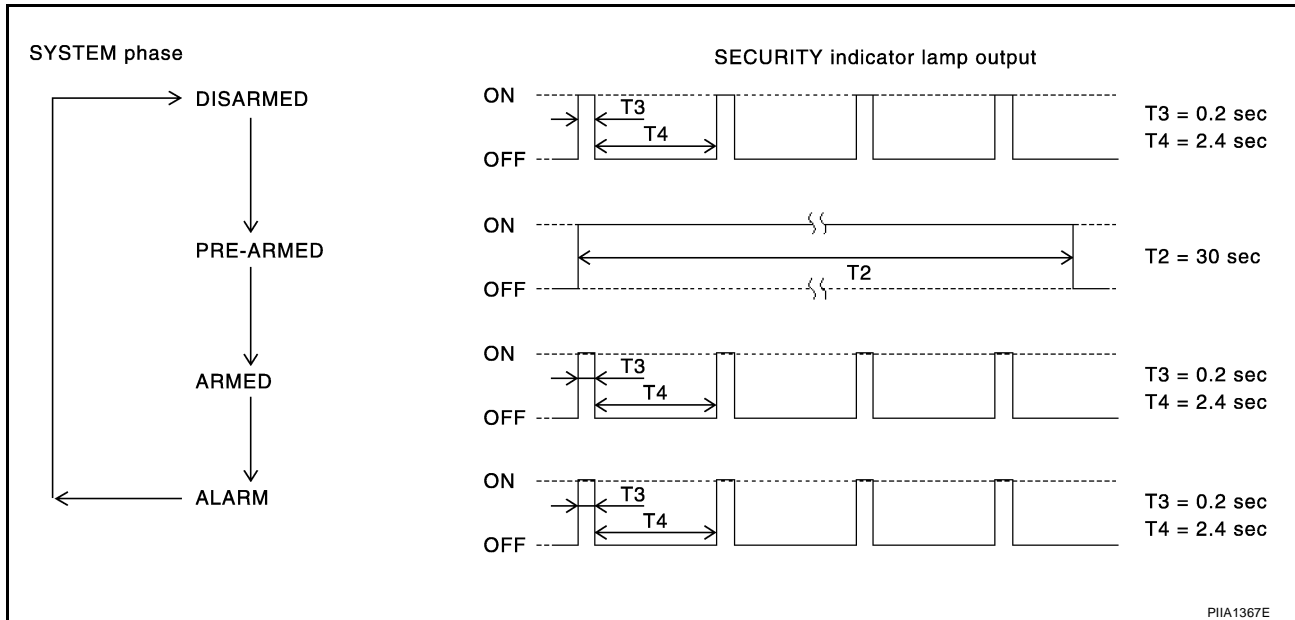 SYSTEM phase
SECURITY indicator lamp output
DISARMED
ON
T3
T4
OFF
T3 = 0.2 sec
T4 = 2.4 sec
PRE-ARMED
ON
T2
OFF
T2 = 30 sec
ARMED
ON
T3
T4
OFF
T3 = 0.2 sec
T4 = 2.4 sec
ALARM
ON
T3
T4
OFF
T3 = 0.2 sec
T4 = 2.4 sec
PIIA1367E